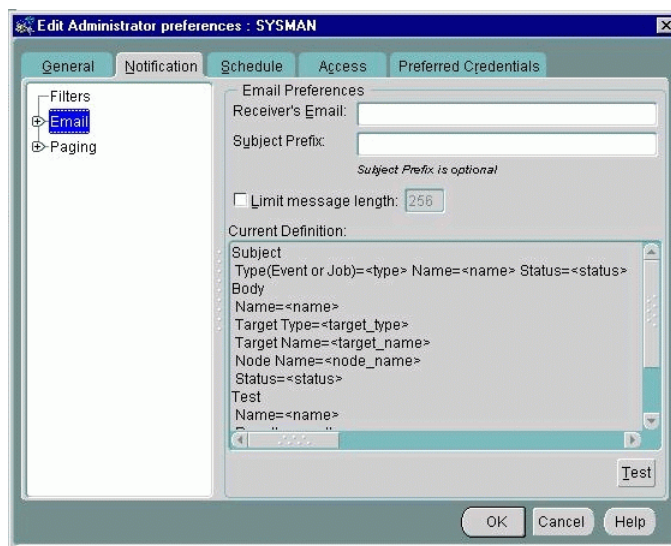 Edit Administrator preferences : SYSMAN
General
Notification
Schedule
Access
Preferred Credentials
Filters
Email
Paging
Email Preferences
Receiver's Email:
Subject Prefix:
Subject Prefix is optional
Limit message length: 256
Current Definition:
Subject
Type(Event or Job)=<type> Name=<name> Status=<status>
Body
Name=<name>
Target Type=<target_type>
Target Name=<target_name>
Node Name=<node_name>
Status=<status>
Test
Name=<name>
Test
OK
Cancel
Help